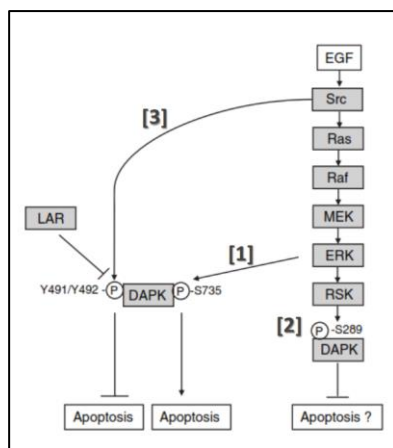 EGF
[3]
Src
Ras
Raf
LAR
MEK
[1]
ERK
Y491/Y492 - P DAPK P -S735
RSK
[2] P -S289
DAPK
Apoptosis Apoptosis Apoptosis ?